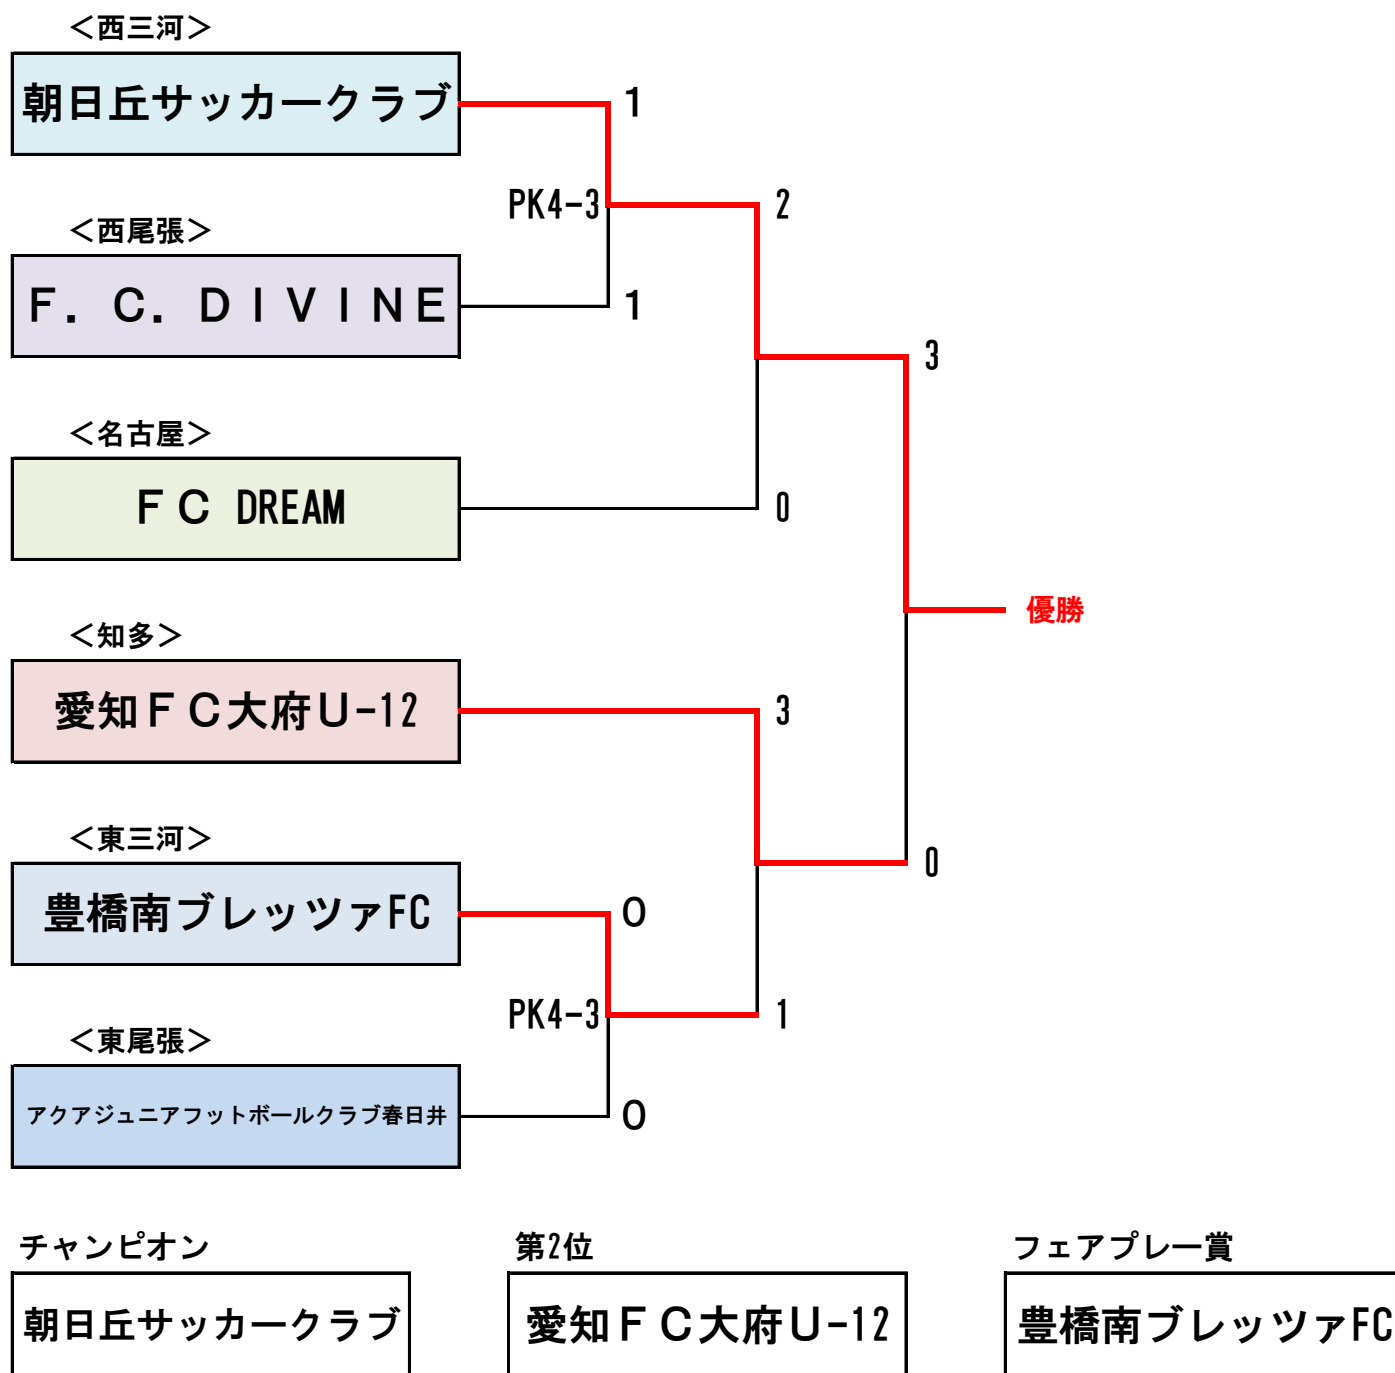 ＜西三河＞
朝日丘サッカークラブ
1
PK4-3
2
＜西尾張＞
Ｆ．Ｃ．ＤＩＶＩＮＥ
1
3
＜名古屋＞
ＦＣ DREAM
0
優勝
＜知多＞
愛知ＦＣ大府Ｕ-12
3
＜東三河＞
0
豊橋南ブレッツァFC
0
PK4-3
1
＜東尾張＞
アクアジュニアフットボールクラブ春日井
0
チャンピオン
第2位
フェアプレー賞
朝日丘サッカークラブ
愛知ＦＣ大府Ｕ-12
豊橋南ブレッツァFC